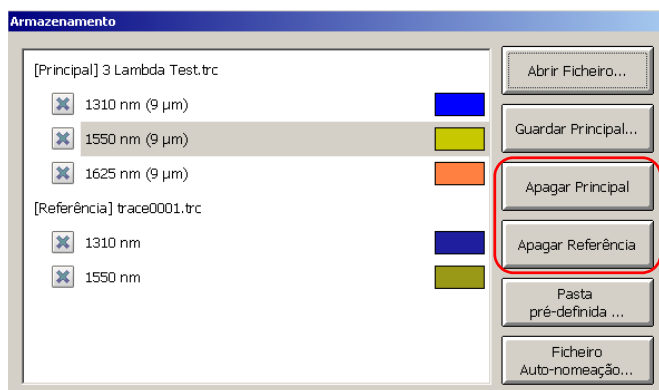 Armazenamento
[Principal] 3 Lambda Test.trc
1310 nm (9 µm)
1550 nm (9 µm)
1625 nm (9 µm)
[Referência] trace0001.trc
1310 nm
1550 nm
Abrir Ficheiro...
Guardar Principal...
Apagar Principal
Apagar Referência
Pasta
pré-definida ...
Ficheiro
Auto-nomeação...